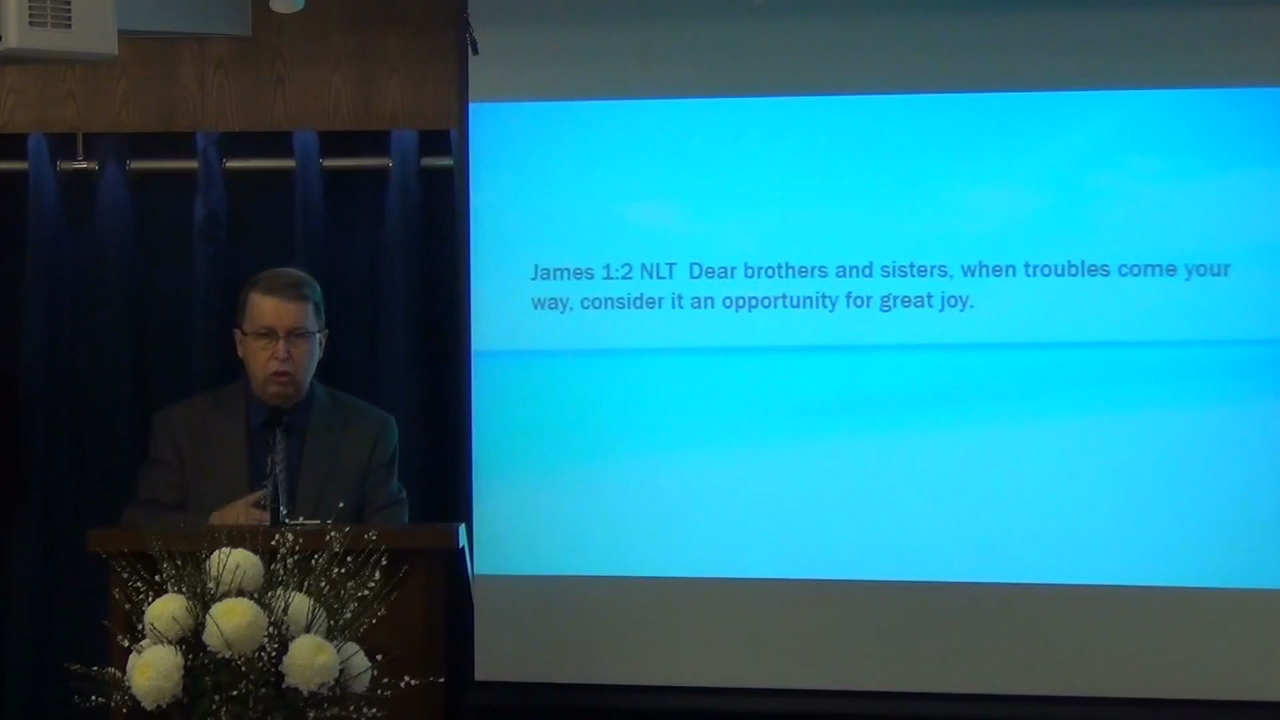 James 1:2 NLT  Dear brothers and sisters, when troubles come your
way, consider it an opportunity for great joy.